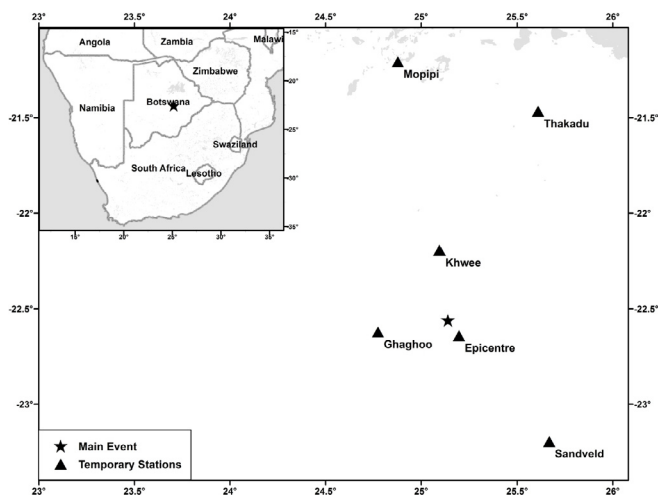 23° 23.5° 24° 24.5° 25° 25.5° 26°
-15°
Angola Zambia Malawi
Zimbabwe
-20°
Botswana
Namibia
-25°
Swaziland
South Africa
Lesotho
-30°
-35°
15° 20° 25° 30° 35°
Mopipi
Thakadu
-21.5° -21.5°
-22° -22°
Khwee
-22.5° -22.5°
Ghaghoo
Epicentre
-23° -23°
Sandveld
Main Event
Temporary Stations
23° 23.5° 24° 24.5° 25° 25.5° 26°